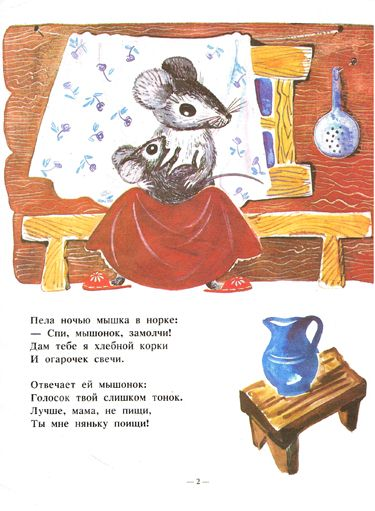 Пела ночью мышка в норке:
— Спи, мышонок, замолчи!
Дам тебе я хлебной корки
И огарочек свечи.

Отвечает ей мышонок:
Голосок твой слишком тонок.
Лучше, мама, не пищи,
Ты мне няньку поищи!

— 2 —